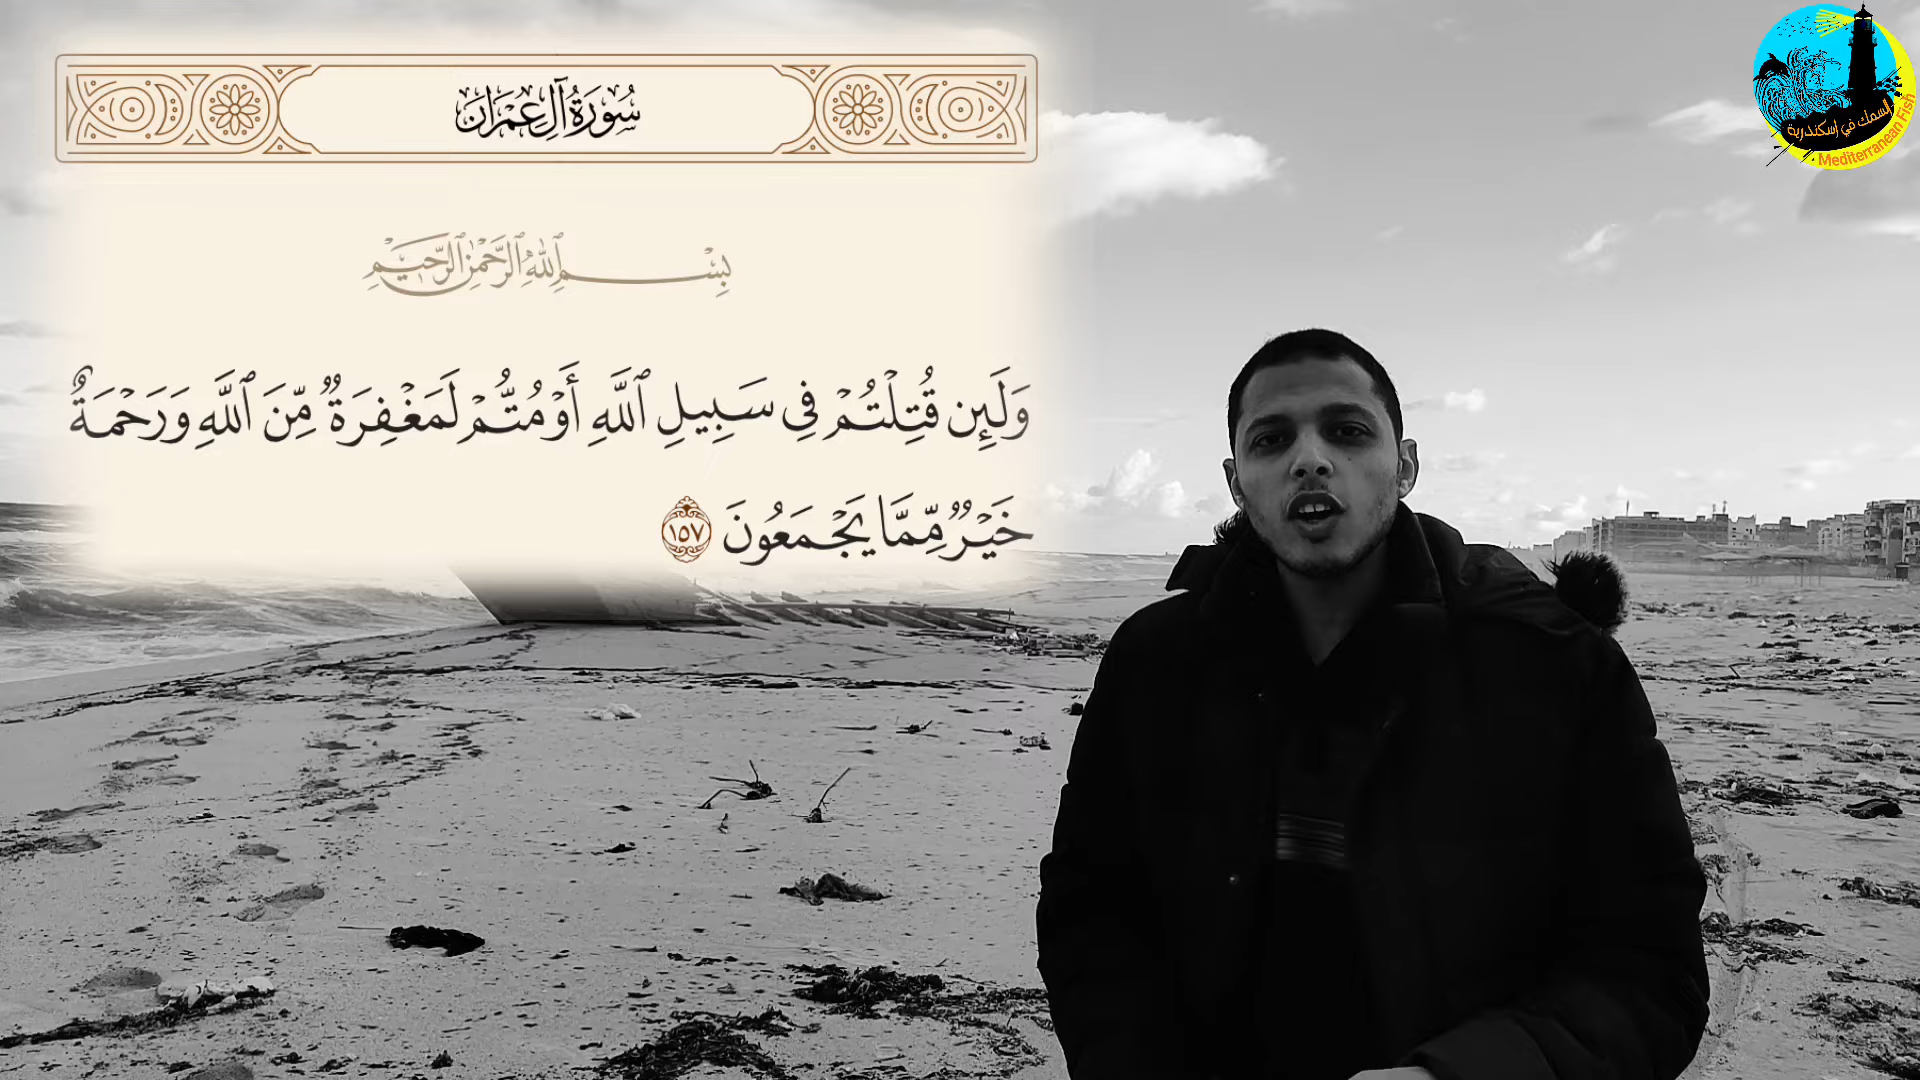 سُورَةُ آلِ عِمْرَانَ
بِسْمِ ٱللَّهِ ٱلرَّحْمَٰنِ ٱلرَّحِيمِ
وَلَئِن قُتِلْتُمْ فِى سَبِيلِ ٱللَّهِ أَوْ مُتُّمْ لَمَغْفِرَةٌ مِّنَ ٱللَّهِ وَرَحْمَةٌ
خَيْرٌ مِّمَّا يَجْمَعُونَ ١٥٧
السمك في إسكندرية
Mediterranean Fish